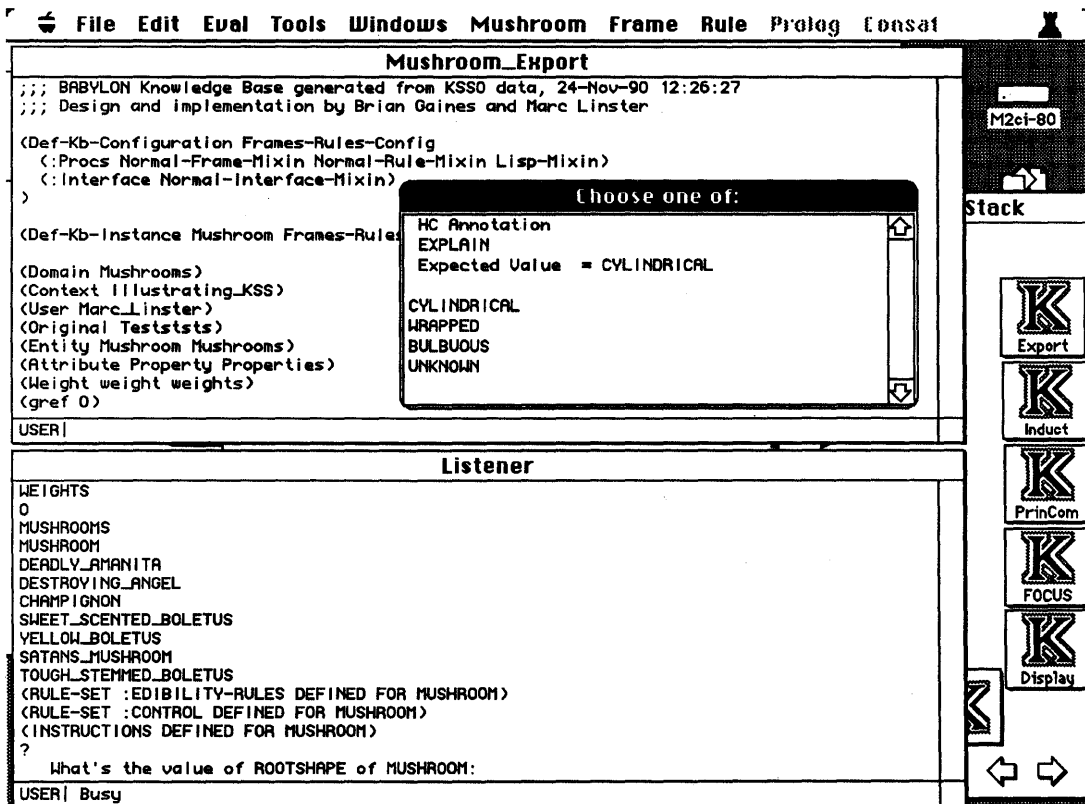 File Edit Eval Tools Windows Mushroom Frame Rule Prolog Consat
Mushroom_Export
;;; BABYLON Knowledge Base generated from KSS0 data, 24-Nov-90 12:26:27
;;; Design and implementation by Brian Gaines and Marc Linster
(Def-Kb-Configuration Frames-Rules-Config
(:Procs Normal-Frame-Mixin Normal-Rule-Mixin Lisp-Mixin)
(:Interface Normal-Interface-Mixin)
)
(Def-Kb-Instance Mushroom Frames-Rules
(Domain Mushrooms)
(Context Illustrating_KSS)
(User Marc_Linster)
(Original Testststs)
(Entity Mushroom Mushrooms)
(Attribute Property Properties)
(Weight weight weights)
(gref 0)
USER|
Choose one of:
HC Annotation
EXPLAIN
Expected Value = CYLINDRICAL
CYLINDRICAL
WRAPPED
BULBUOUS
UNKNOWN
Listener
WEIGHTS
0
MUSHROOMS
MUSHROOM
DEADLY_AMANITA
DESTROYING_ANGEL
CHAMPIGNON
SWEET_SCENTED_BOLETUS
YELLOW_BOLETUS
SATANS_MUSHROOM
TOUGH_STEMMED_BOLETUS
(RULE-SET :EDIBILITY-RULES DEFINED FOR MUSHROOM)
(RULE-SET :CONTROL DEFINED FOR MUSHROOM)
(INSTRUCTIONS DEFINED FOR MUSHROOM)
?
What's the value of ROOTSHAPE of MUSHROOM:
USER| Busy
M2ci-80
Stack
K
Export
K
Induct
K
PrinCom
K
FOCUS
K
Display
K